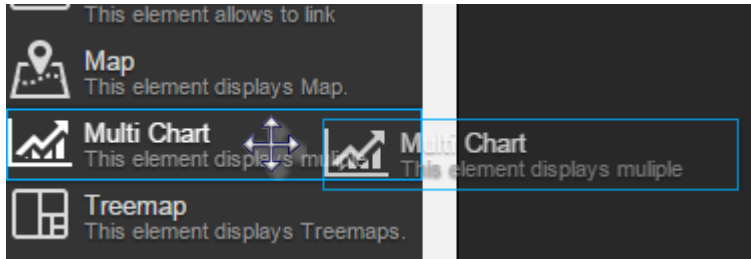 This element allows to link
Map
This element displays Map.
Multi Chart
This element displays muliple
Multi Chart
This element displays muliple
Treemap
This element displays Treemaps.